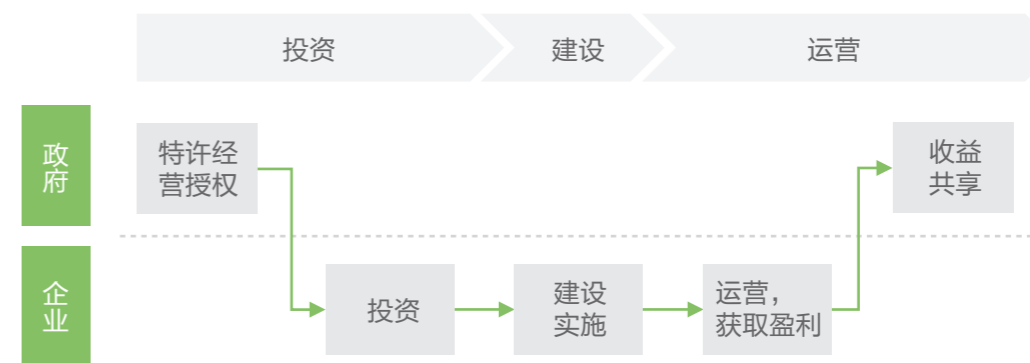 投资
建设
运营
政府
特许经
营授权
收益
共享
企业
投资
建设
实施
运营，
获取盈利